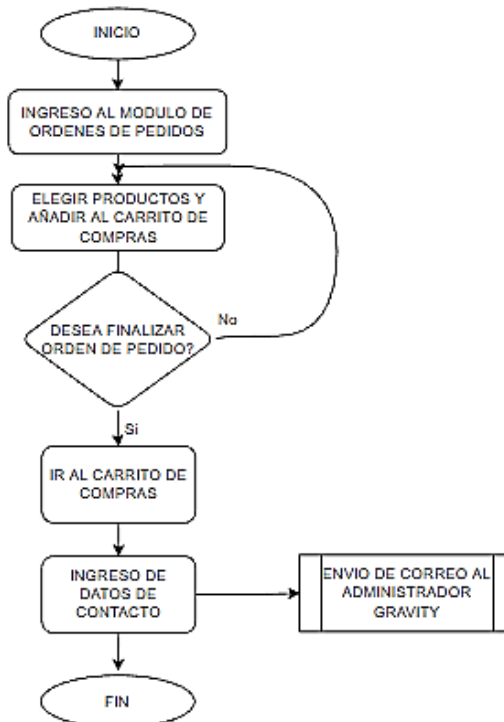 INICIO
INGRESO AL MODULO DE
ORDENES DE PEDIDOS
ELEGIR PRODUCTOS Y
AÑADIR AL CARRITO DE
COMPRAS
DESEA FINALIZAR
ORDEN DE PEDIDO?
No
Si
IR AL CARRITO DE
COMPRAS
INGRESO DE
DATOS DE
CONTACTO
ENVIO DE CORREO AL
ADMINISTRADOR
GRAVITY
FIN